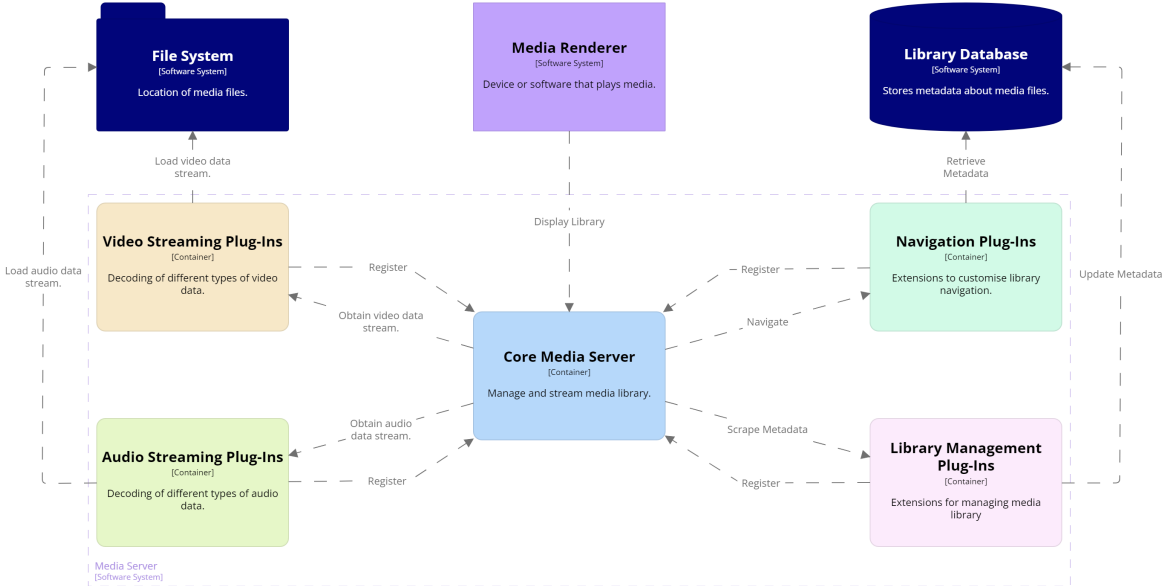 File System
[Software System]
Location of media files.
Media Renderer
[Software System]
Device or software that plays media.
Library Database
[Software System]
Stores metadata about media files.
Load video data
stream.
Retrieve
Metadata
Display Library
Video Streaming Plug-Ins
[Container]
Decoding of different types of video
data.
Navigation Plug-Ins
[Container]
Extensions to customise library
navigation.
Load audio data
stream.
Register
Register
Update Metadata
Obtain video data
stream.
Navigate
Core Media Server
[Container]
Manage and stream media library.
Obtain audio
data stream.
Scrape Metadata
Audio Streaming Plug-Ins
[Container]
Decoding of different types of audio
data.
Register
Register
Library Management
Plug-Ins
[Container]
Extensions for managing media
library
Media Server
[Software System]